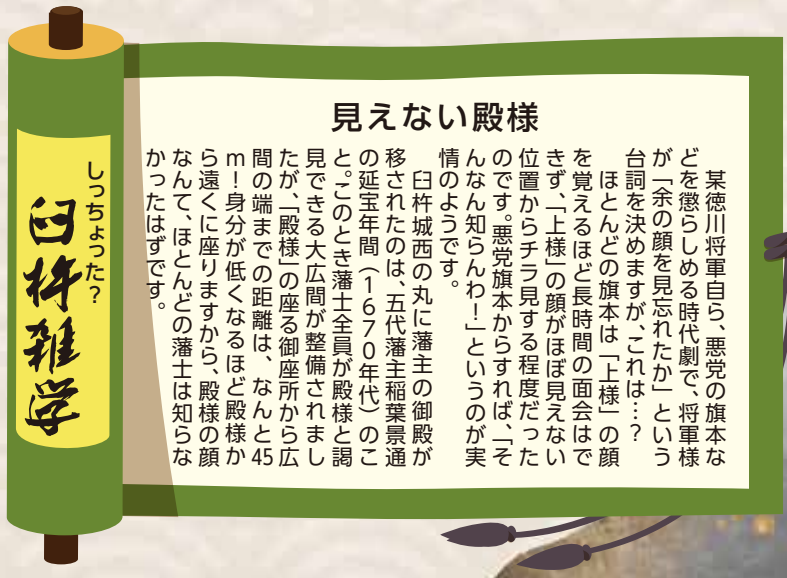 見えない殿様
某徳川将軍自ら、悪党の旗本な
どを懲らしめる時代劇で、将軍様
が「余の顔を見忘れたか」という
台詞を決めますが、これは…？
ほとんどの旗本は「上様」の顔
を覚えるほど長時間の面会はで
きず、「上様」の顔がほぼ見えない
位置からチラ見する程度だった
のです。悪党旗本からすれば、「そ
んなん知らんわ！」というのが実
情のようです。
臼杵城西の丸に藩主の御殿が
移されたのは、五代藩主稲葉景通
の延宝年間（1670年代）のこ
と。このとき藩士全員が殿様と謁
見できる大広間が整備されまし
たが、「殿様」の座る御座所から広
間の端までの距離は、なんと45
m！身分が低くなるほど殿様か
ら遠くに座りますから、殿様の顔
なんて、ほとんどの藩士は知らな
かったはずです。
しっちょった？
臼杵雑学